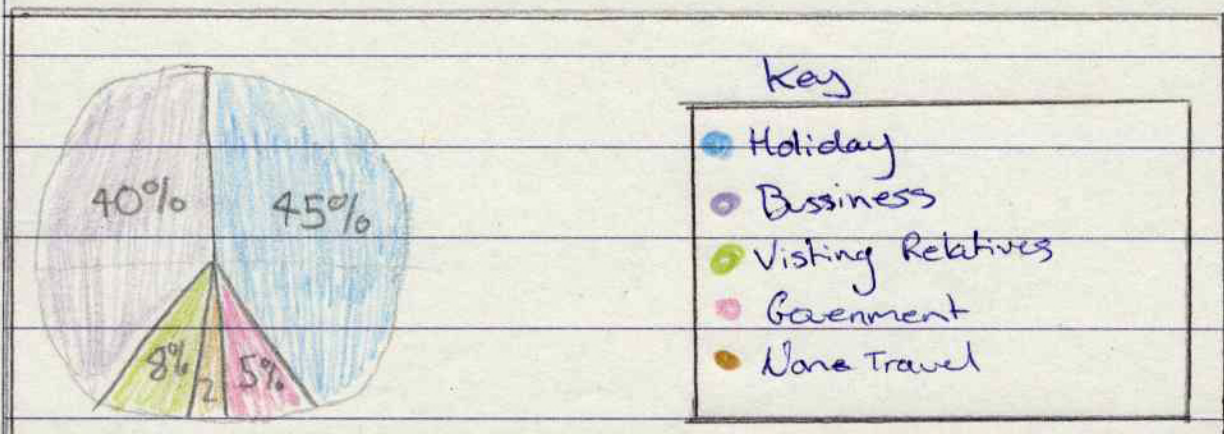 Key
40%
45%
Holiday
Bussiness
Visting Relatives
8%
2
5%
Govenment
None Travel